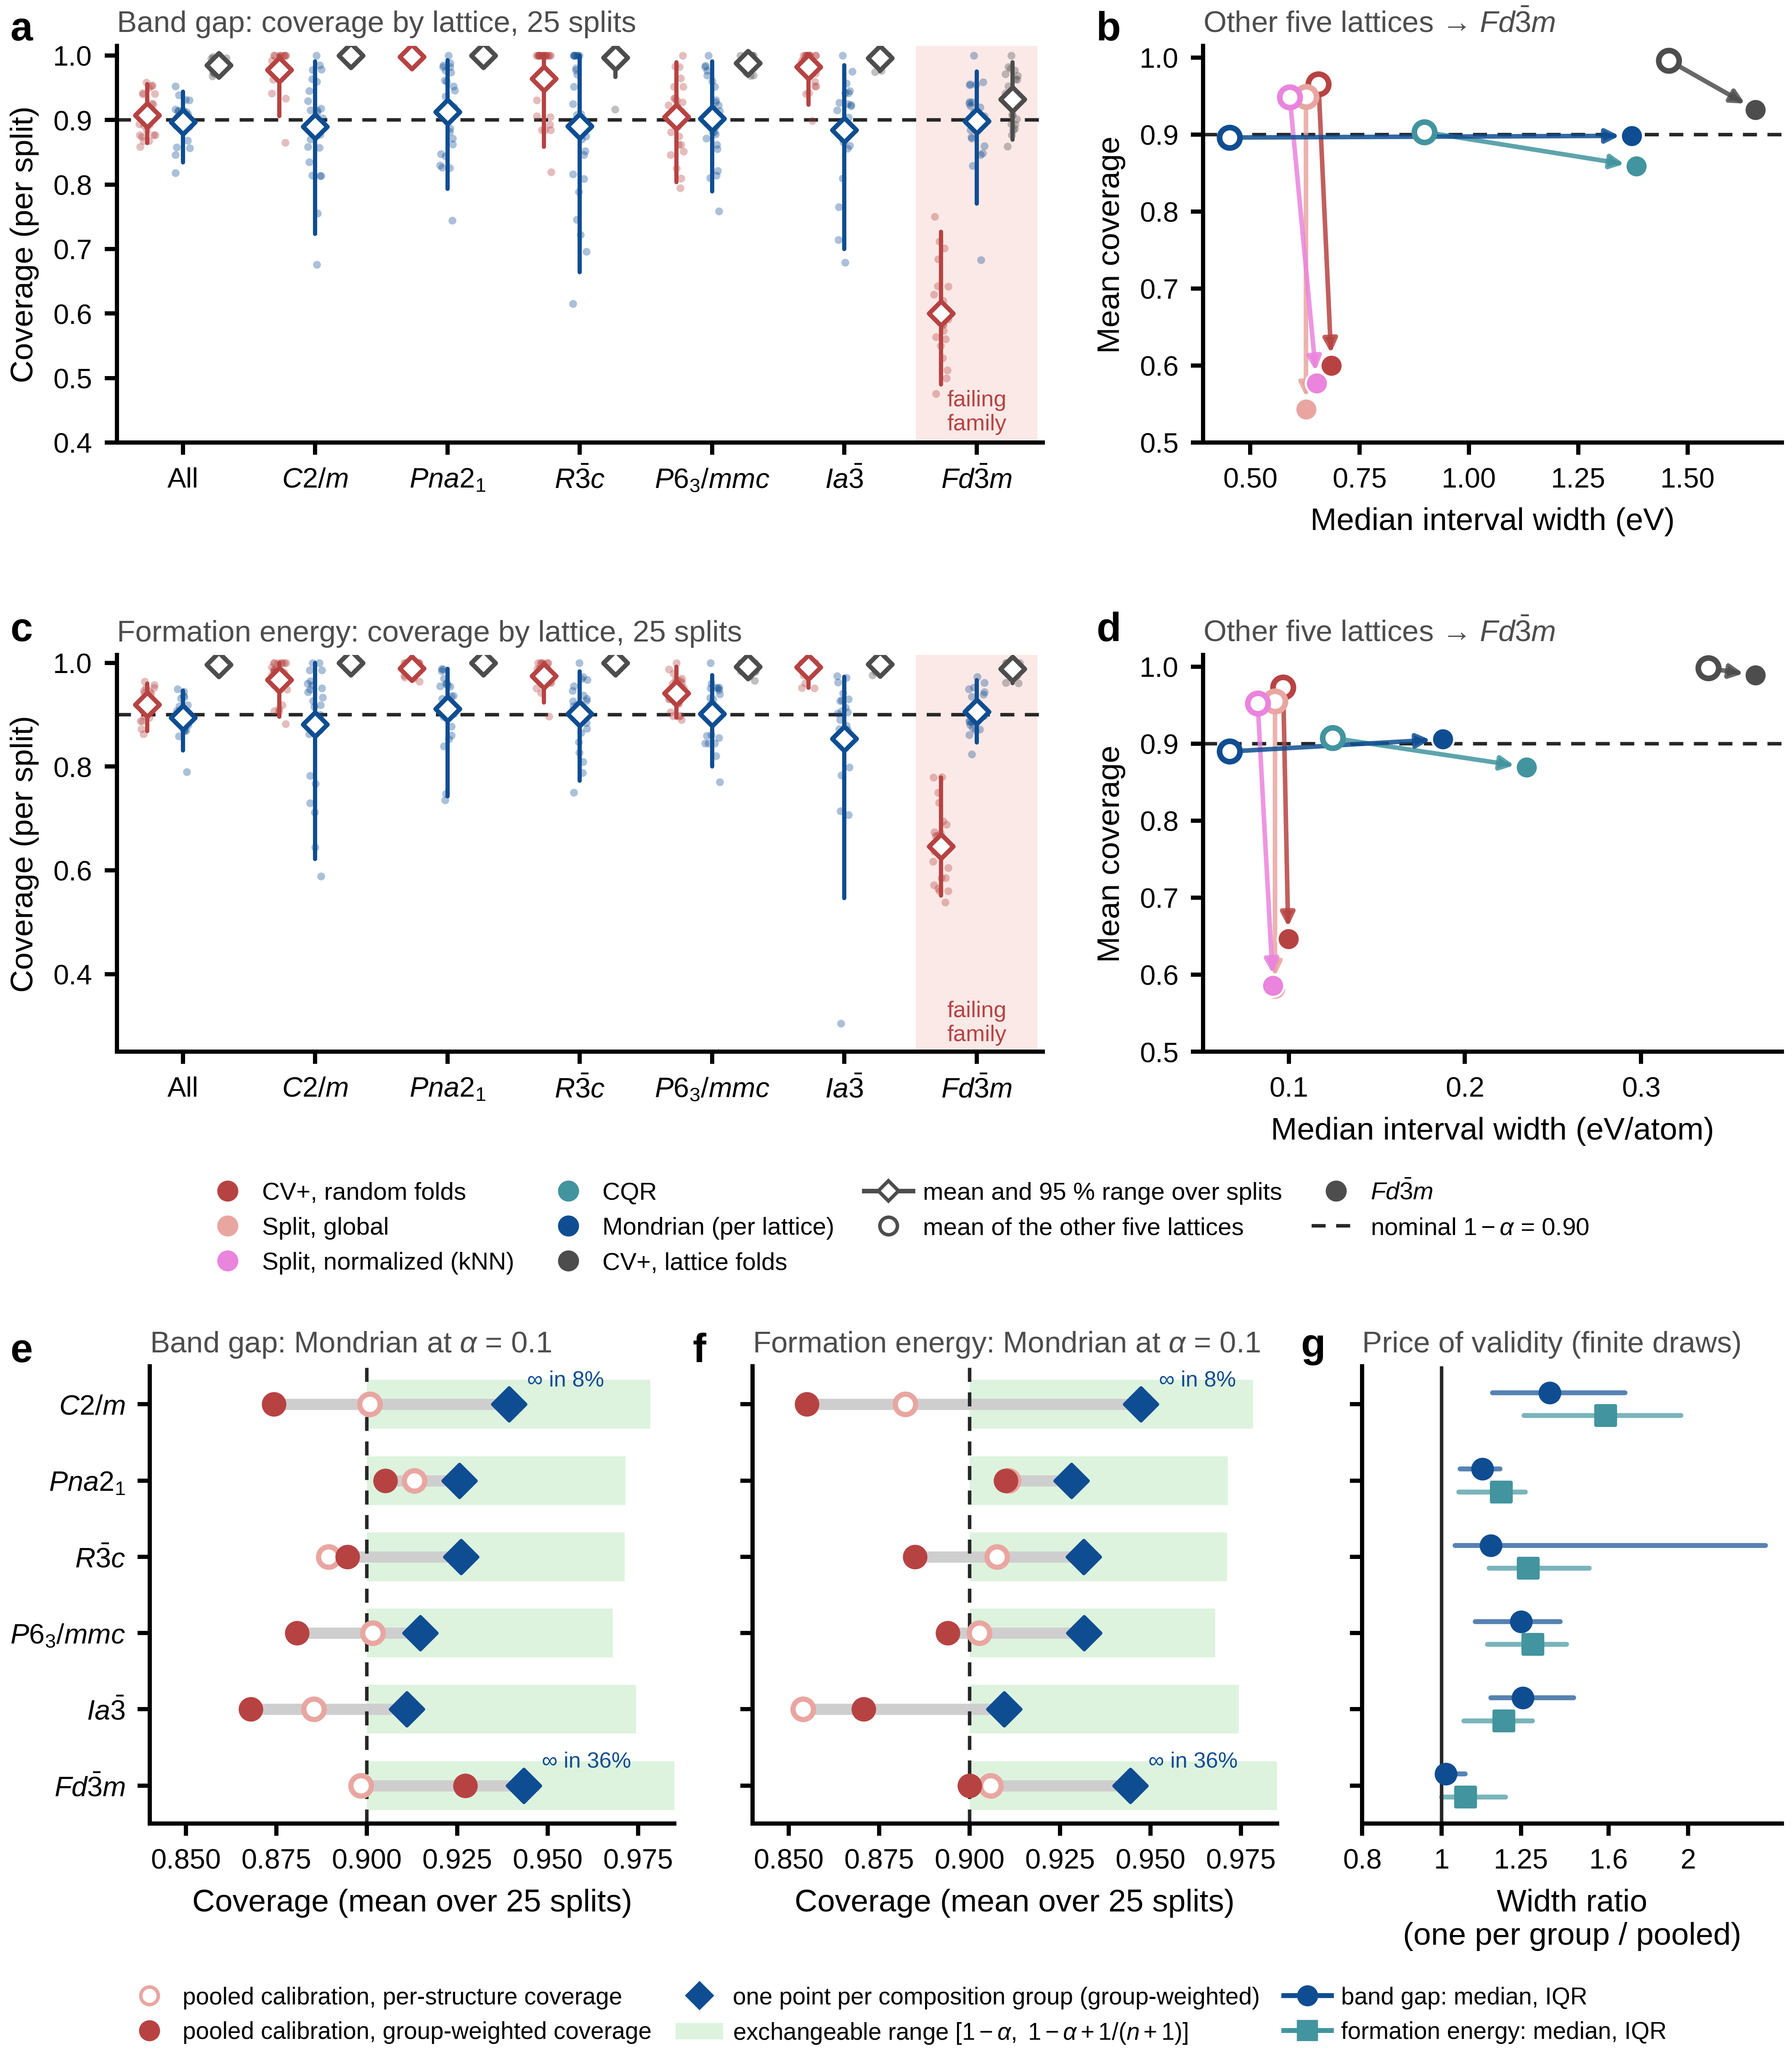 a
Band gap: coverage by lattice, 25 splits
Coverage (per split)
1.0
0.9
0.8
0.7
0.6
0.5
0.4
failing
family
All
C2/m
Pna2₁
R3̄c
P6₃/mmc
Ia3̄
Fd3̄m
b
Other five lattices → Fd3̄m
Mean coverage
1.0
0.9
0.8
0.7
0.6
0.5
0.50
0.75
1.00
1.25
1.50
Median interval width (eV)
c
Formation energy: coverage by lattice, 25 splits
Coverage (per split)
1.0
0.8
0.6
0.4
failing
family
All
C2/m
Pna2₁
R3̄c
P6₃/mmc
Ia3̄
Fd3̄m
d
Other five lattices → Fd3̄m
Mean coverage
1.0
0.9
0.8
0.7
0.6
0.5
0.1
0.2
0.3
Median interval width (eV/atom)
CV+, random folds
Split, global
Split, normalized (kNN)
CQR
Mondrian (per lattice)
CV+, lattice folds
mean and 95 % range over splits
mean of the other five lattices
Fd3̄m
nominal 1 − α = 0.90
e
Band gap: Mondrian at α = 0.1
C2/m
Pna2₁
R3̄c
P6₃/mmc
Ia3̄
Fd3̄m
∞ in 8%
∞ in 36%
0.850
0.875
0.900
0.925
0.950
0.975
Coverage (mean over 25 splits)
f
Formation energy: Mondrian at α = 0.1
∞ in 8%
∞ in 36%
0.850
0.875
0.900
0.925
0.950
0.975
Coverage (mean over 25 splits)
g
Price of validity (finite draws)
0.8
1
1.25
1.6
2
Width ratio
(one per group / pooled)
pooled calibration, per-structure coverage
pooled calibration, group-weighted coverage
one point per composition group (group-weighted)
exchangeable range [1 − α, 1 − α + 1/(n + 1)]
band gap: median, IQR
formation energy: median, IQR